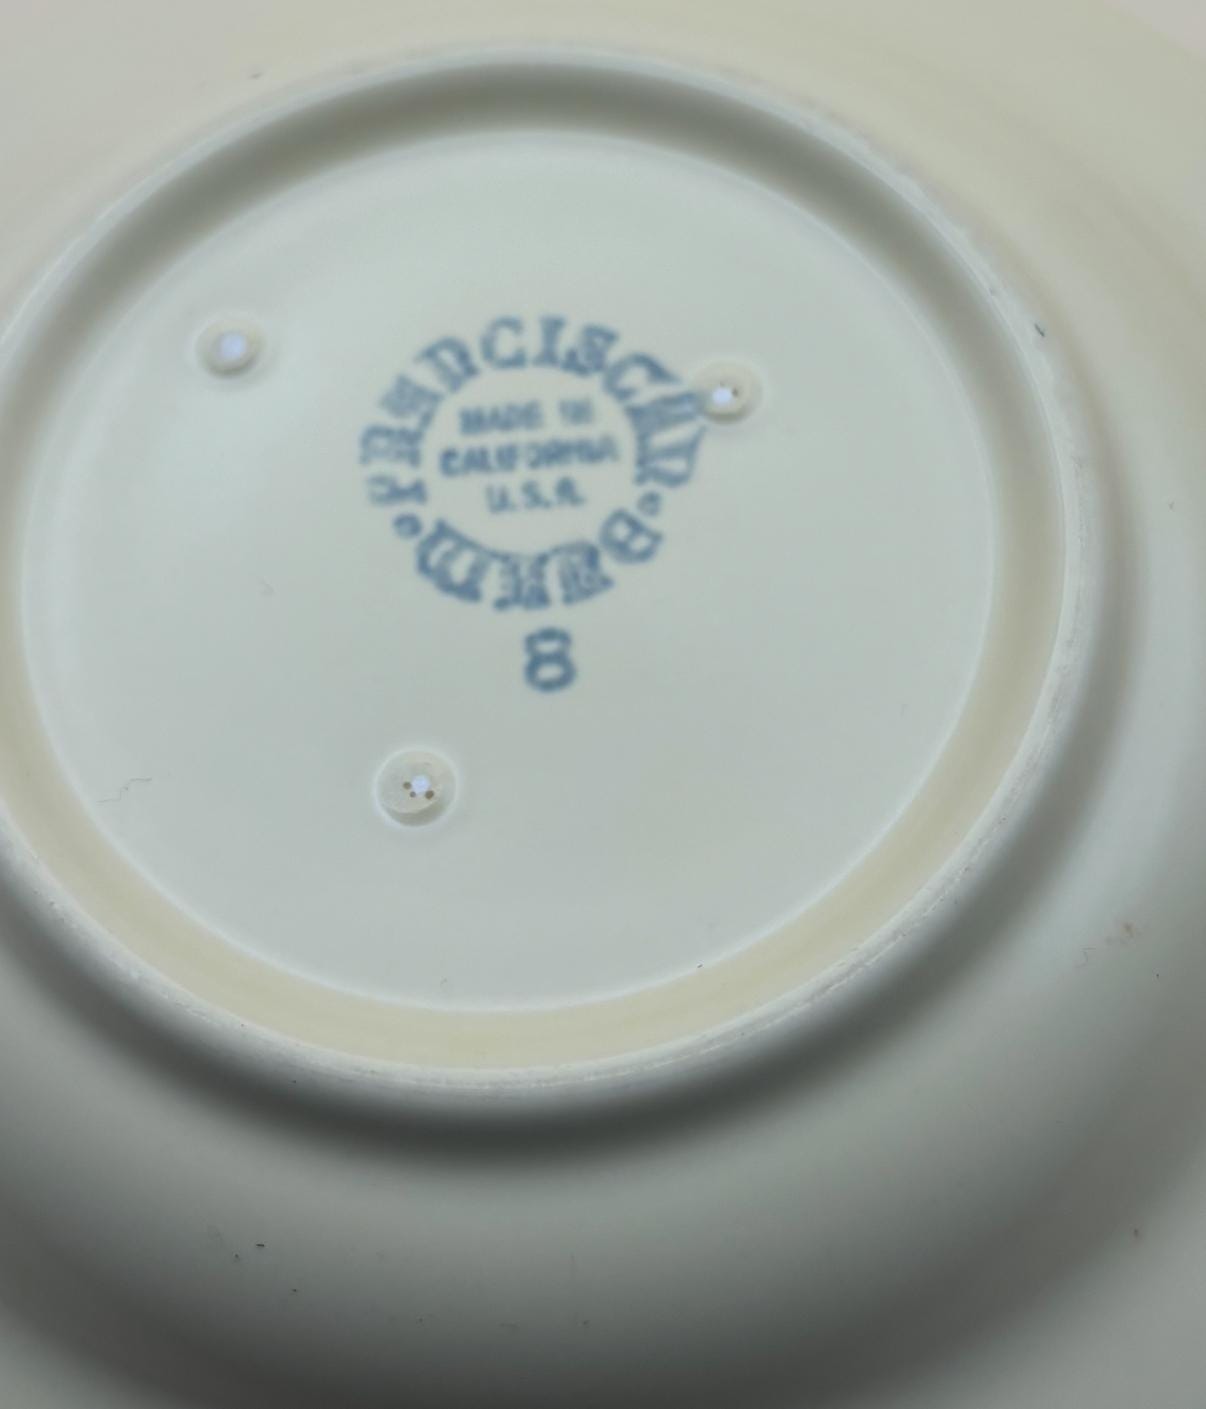 FRANCISCAN • WARE •
MADE IN
CALIFORNIA
U.S.A.
8